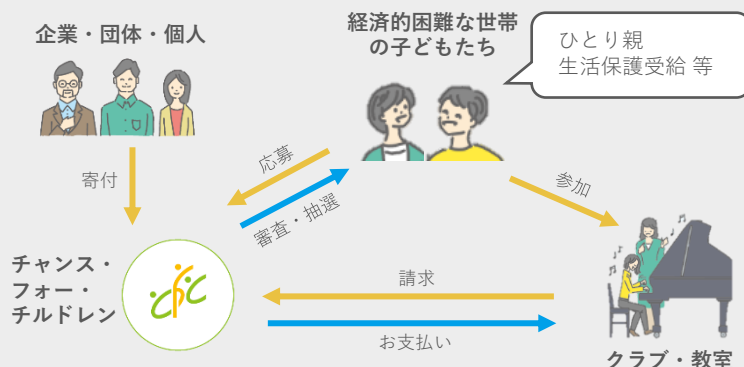 企業・団体・個人
経済的困難な世帯
の子どもたち
ひとり親
生活保護受給 等
寄付
応募
審査・抽選
参加
チャンス・
フォー・
チルドレン
cfc
請求
お支払い
クラブ・教室